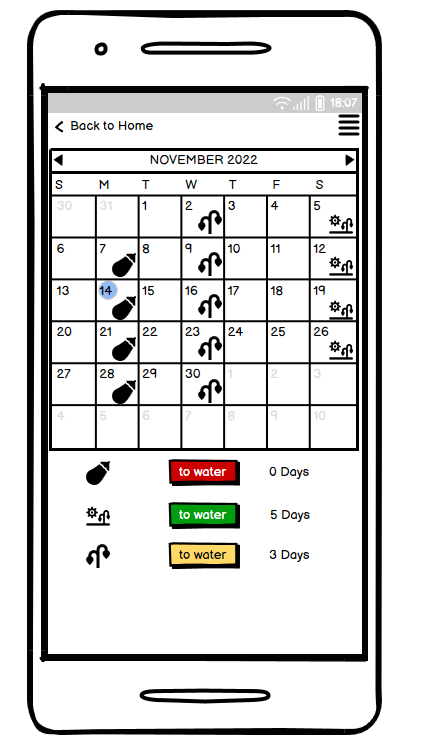 18:07
Back to Home
NOVEMBER 2022
S M T W T F S
30 31 1 2 3 4 5
6 7 8 9 10 11 12
13 14 15 16 17 18 19
20 21 22 23 24 25 26
27 28 29 30 1 2 3
4 5 6 7 8 9 10
to water 0 Days
to water 5 Days
to water 3 Days